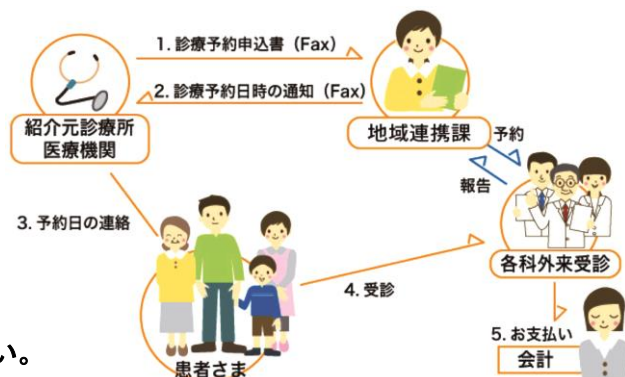 1. 診療予約申込書（Fax）
2. 診療予約日時の通知（Fax）
紹介元診療所
医療機関
地域連携課
予約
報告
3. 予約日の連絡
各科外来受診
4. 受診
5. お支払い
会計
い。
患者さま